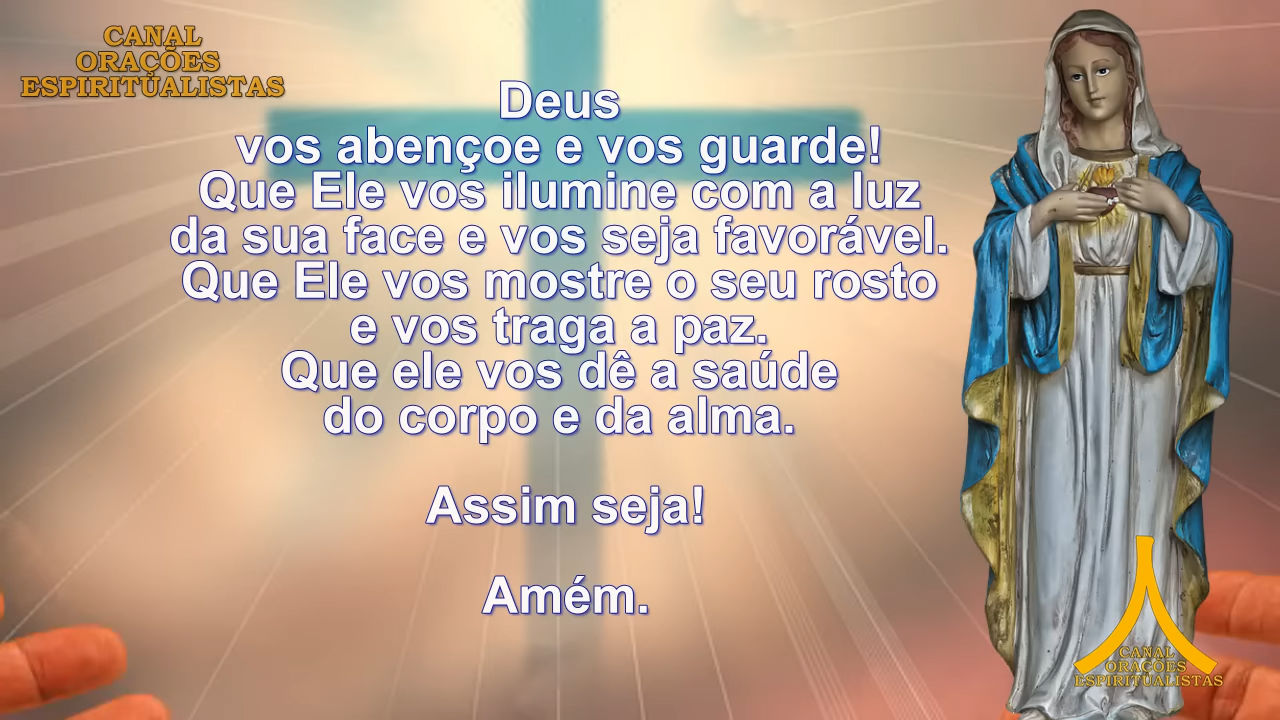 CANAL
ORAÇÕES
ESPIRITUALISTAS
Deus
vos abençoe e vos guarde!
Que Ele vos ilumine com a luz
da sua face e vos seja favorável.
Que Ele vos mostre o seu rosto
e vos traga a paz.
Que ele vos dê a saúde
do corpo e da alma.
Assim seja!
Amém.
CANAL
ORAÇÕES
ESPIRITUALISTAS